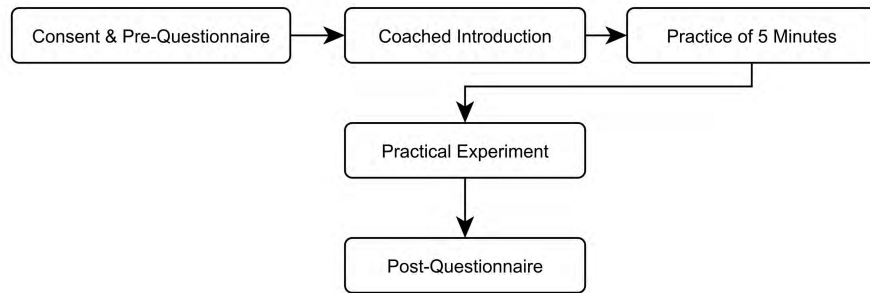 Consent & Pre-Questionnaire
Coached Introduction
Practice of 5 Minutes
Practical Experiment
Post-Questionnaire